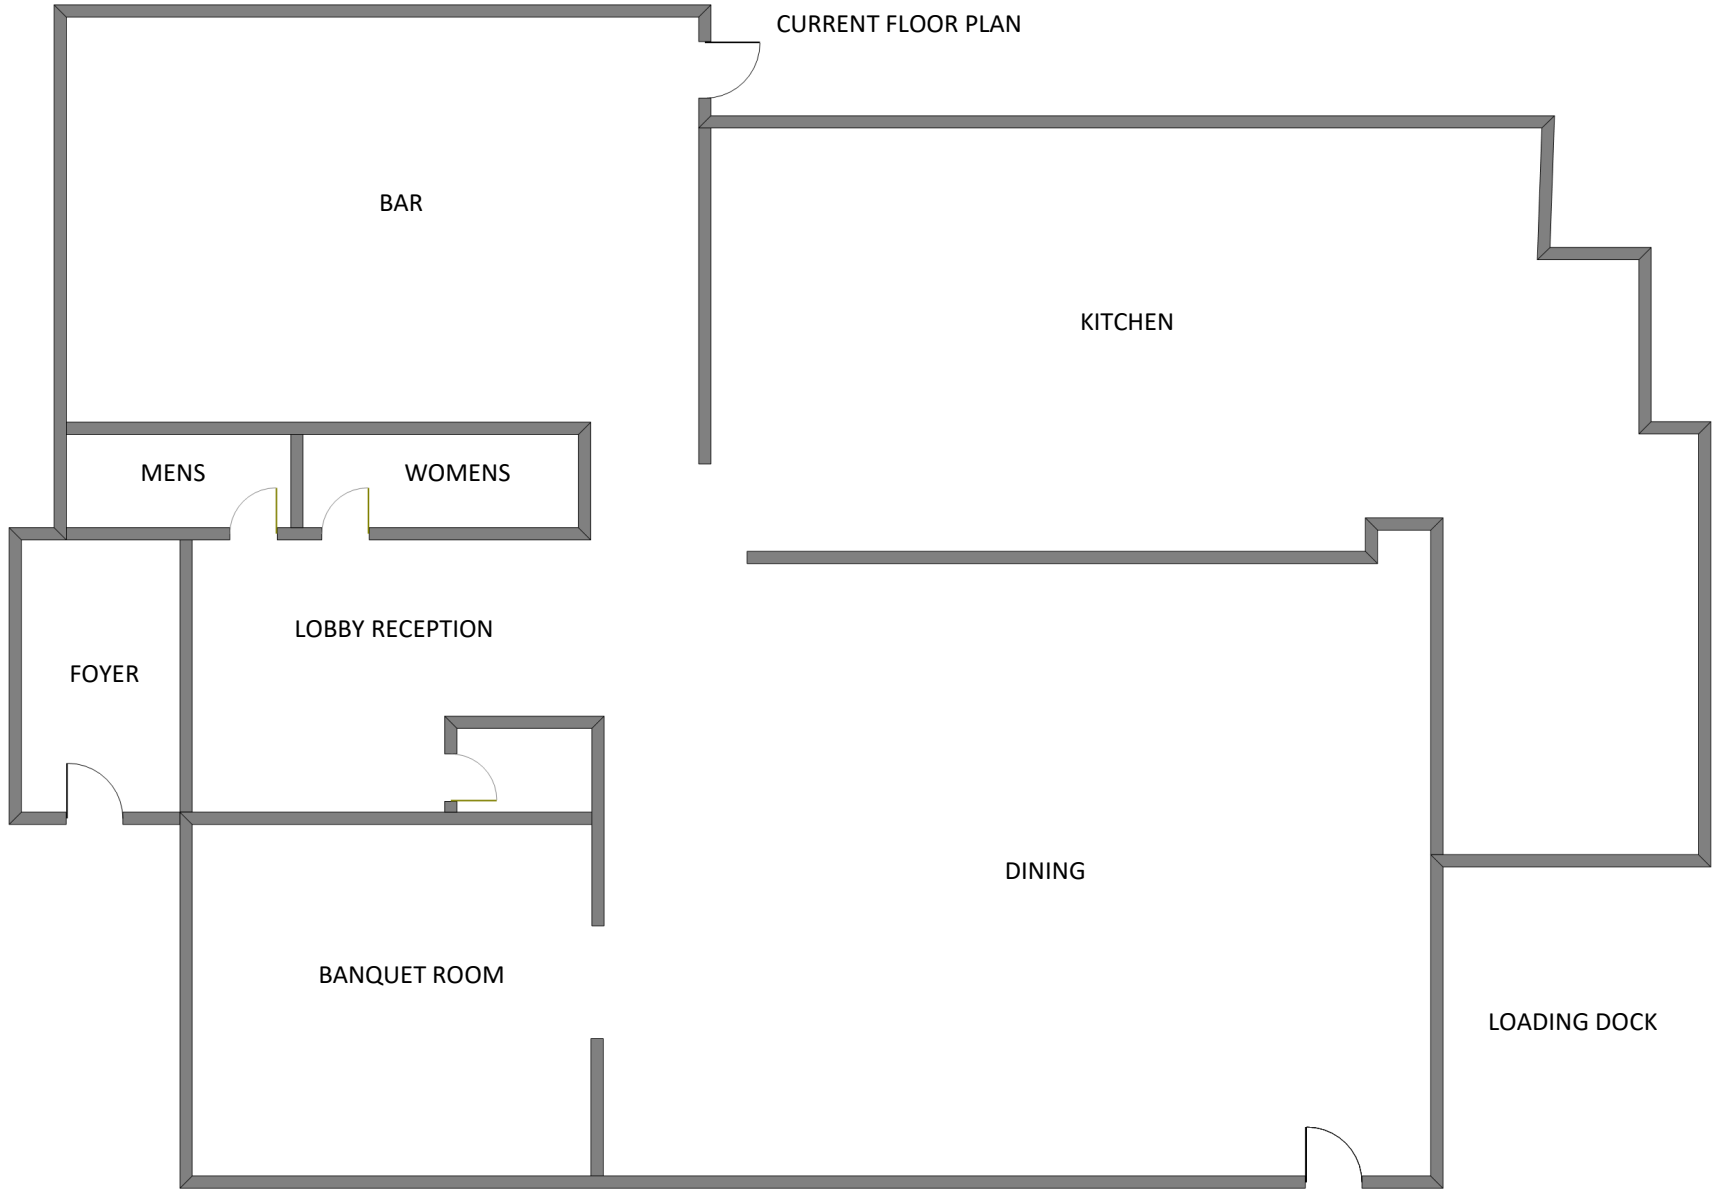 CURRENT FLOOR PLAN
BAR
KITCHEN
MENS
WOMENS
LOBBY RECEPTION
FOYER
DINING
BANQUET ROOM
LOADING DOCK